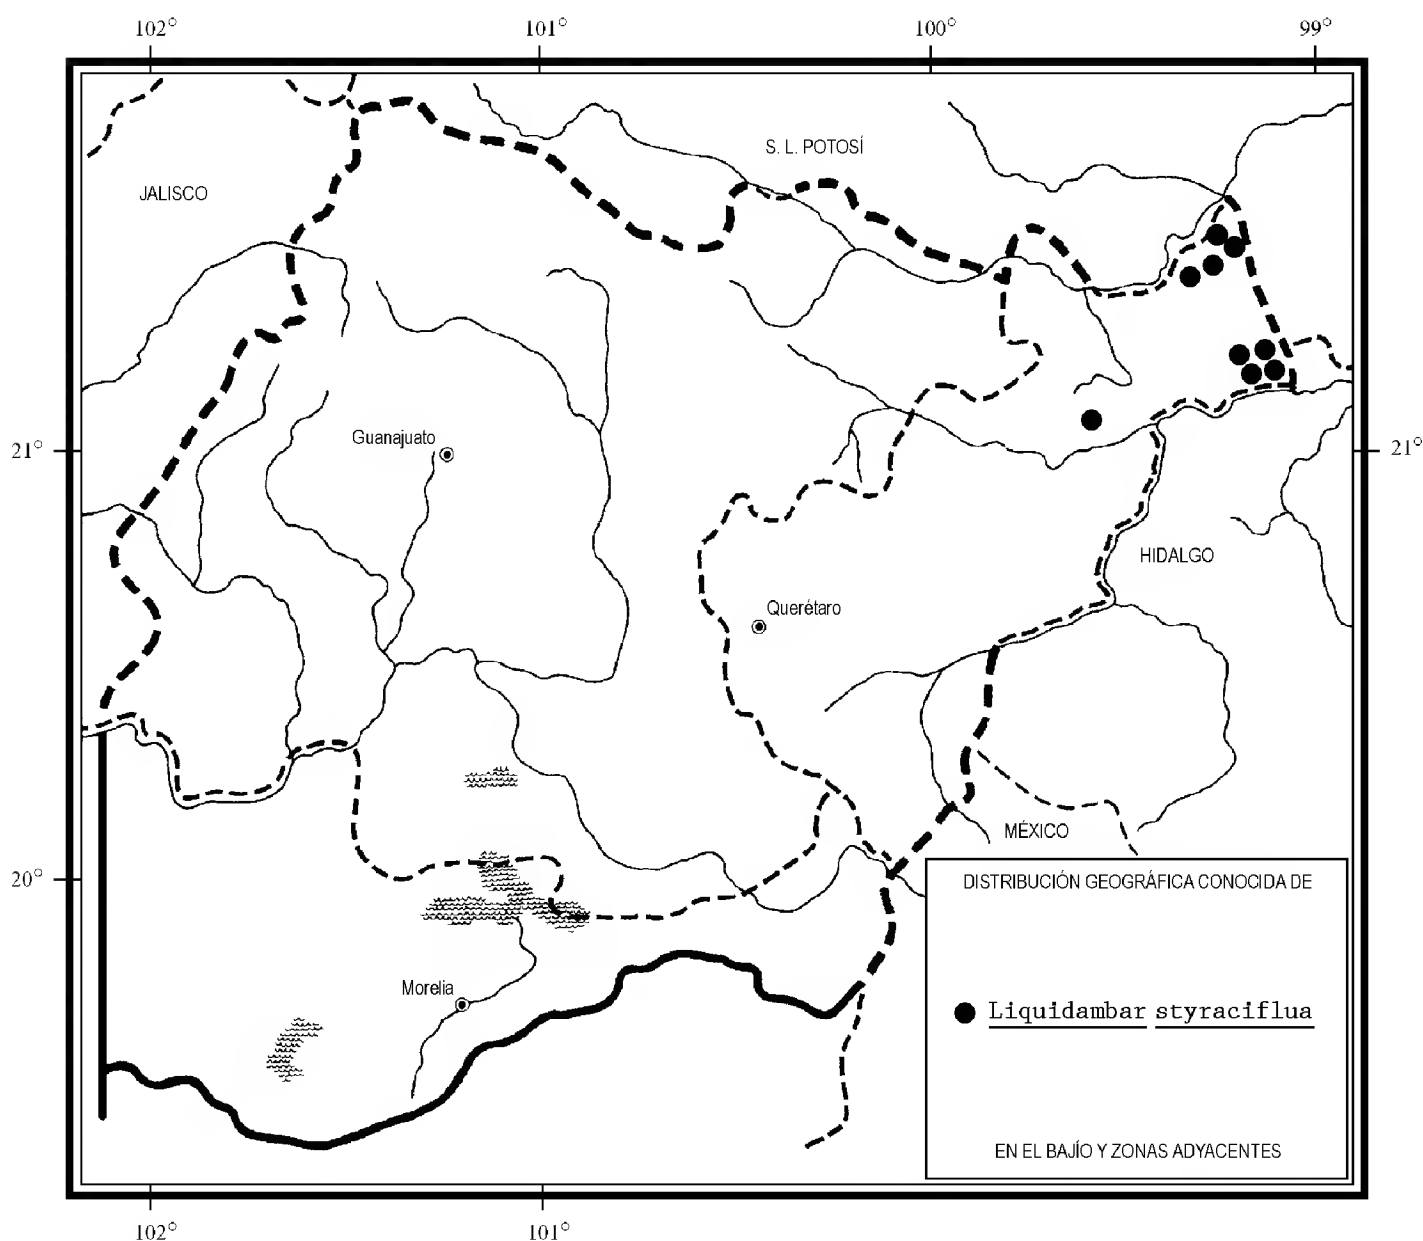 102° 101° 100° 99°
S. L. POTOSÍ
JALISCO
Guanajuato
21° 21°
HIDALGO
Querétaro
MÉXICO
20°
DISTRIBUCIÓN GEOGRÁFICA CONOCIDA DE
Morelia
Liquidambar styraciflua
EN EL BAJÍO Y ZONAS ADYACENTES
102° 101°